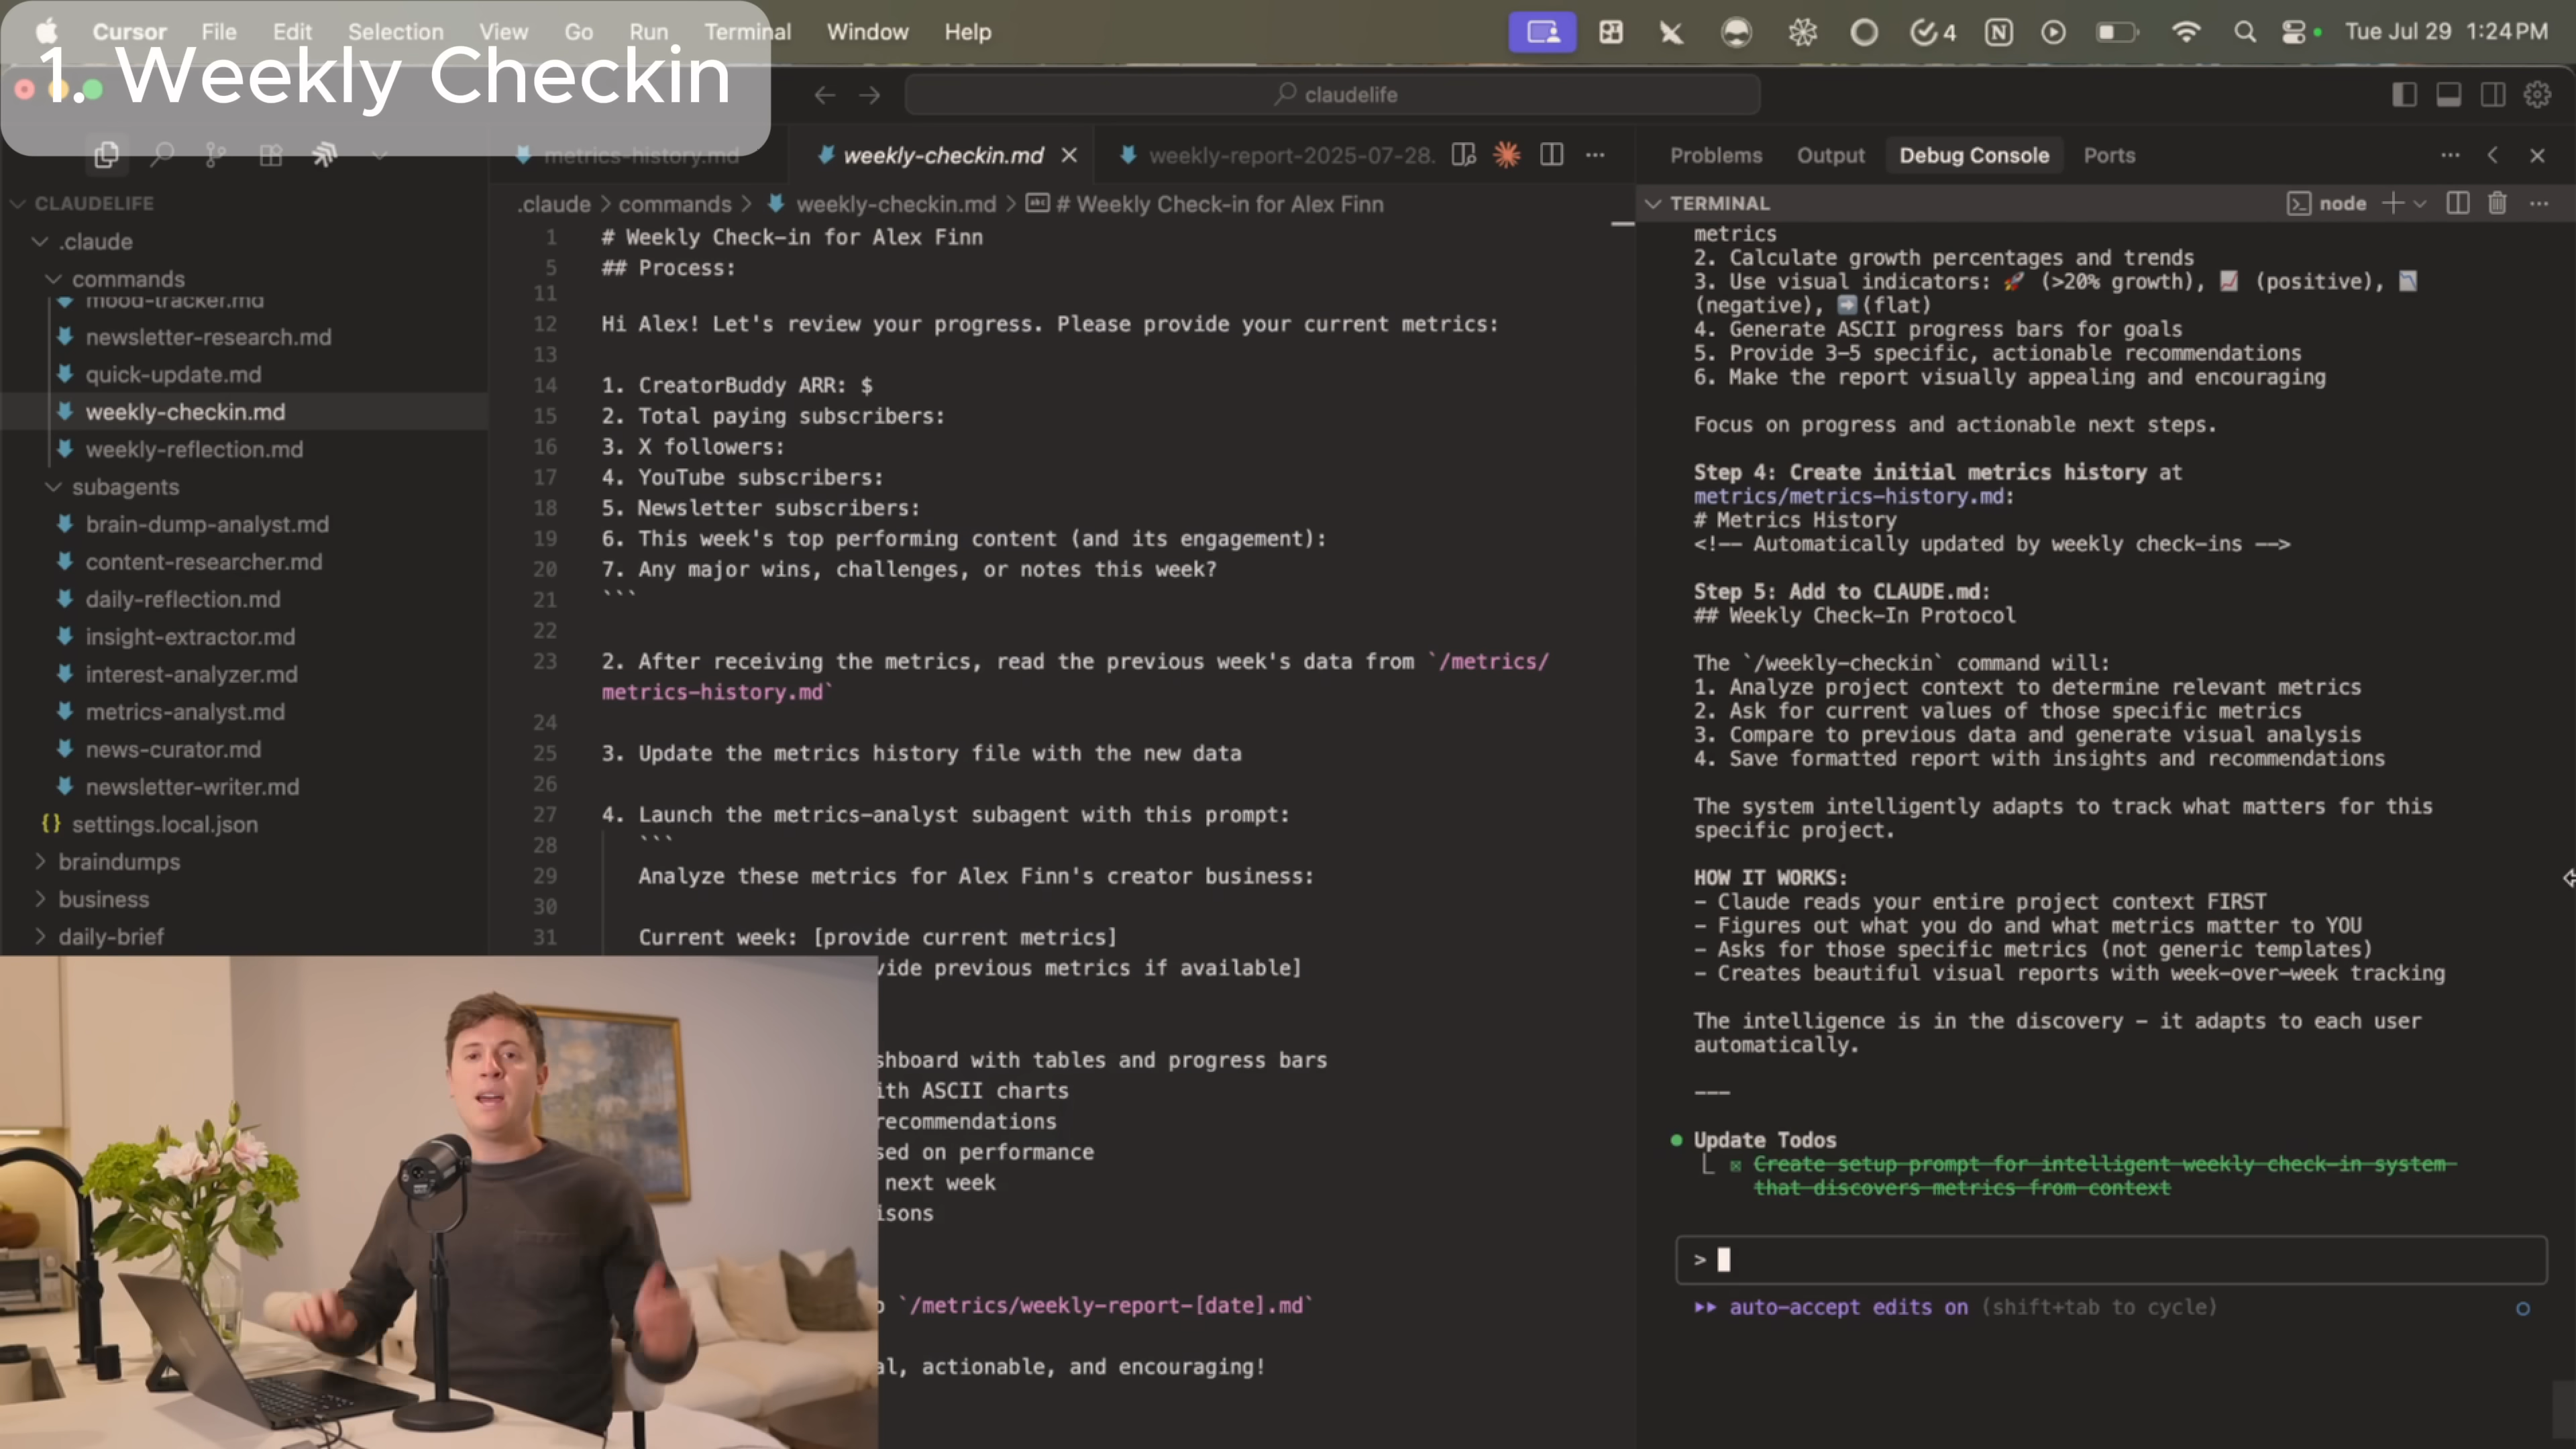 Cursor File Edit Selection View Go Run Terminal Window Help
4
Tue Jul 29 1:24 PM
1. Weekly Checkin
claudelife
metrics-history.md
weekly-checkin.md
weekly-report-2025-07-28.
Problems Output Debug Console Ports
CLAUDELIFE
.claude
commands
mood-tracker.md
newsletter-research.md
quick-update.md
weekly-checkin.md
weekly-reflection.md
subagents
brain-dump-analyst.md
content-researcher.md
daily-reflection.md
insight-extractor.md
interest-analyzer.md
metrics-analyst.md
news-curator.md
newsletter-writer.md
{} settings.local.json
braindumps
business
daily-brief
.claude > commands > weekly-checkin.md > # Weekly Check-in for Alex Finn
1 # Weekly Check-in for Alex Finn
5 ## Process:
11
12 Hi Alex! Let's review your progress. Please provide your current metrics:
13
14 1. CreatorBuddy ARR: $
15 2. Total paying subscribers:
16 3. X followers:
17 4. YouTube subscribers:
18 5. Newsletter subscribers:
19 6. This week's top performing content (and its engagement):
20 7. Any major wins, challenges, or notes this week?
21 ```
22
23 2. After receiving the metrics, read the previous week's data from `/metrics/
metrics-history.md`
24
25 3. Update the metrics history file with the new data
26
27 4. Launch the metrics-analyst subagent with this prompt:
28 ```
29 Analyze these metrics for Alex Finn's creator business:
30
31 Current week: [provide current metrics]
vide previous metrics if available]
shboard with tables and progress bars
ith ASCII charts
recommendations
sed on performance
next week
isons
`/metrics/weekly-report-[date].md`
al, actionable, and encouraging!
TERMINAL
node
metrics
2. Calculate growth percentages and trends
3. Use visual indicators: 🚀 (>20% growth), 📈 (positive), 📉
(negative), ➡️ (flat)
4. Generate ASCII progress bars for goals
5. Provide 3-5 specific, actionable recommendations
6. Make the report visually appealing and encouraging
Focus on progress and actionable next steps.
Step 4: Create initial metrics history at
metrics/metrics-history.md:
# Metrics History
<!-- Automatically updated by weekly check-ins -->
Step 5: Add to CLAUDE.md:
## Weekly Check-In Protocol
The `/weekly-checkin` command will:
1. Analyze project context to determine relevant metrics
2. Ask for current values of those specific metrics
3. Compare to previous data and generate visual analysis
4. Save formatted report with insights and recommendations
The system intelligently adapts to track what matters for this
specific project.
HOW IT WORKS:
- Claude reads your entire project context FIRST
- Figures out what you do and what metrics matter to YOU
- Asks for those specific metrics (not generic templates)
- Creates beautiful visual reports with week-over-week tracking
The intelligence is in the discovery - it adapts to each user
automatically.
---
Update Todos
Create setup prompt for intelligent weekly check-in system
that discovers metrics from context
>
auto-accept edits on (shift+tab to cycle)